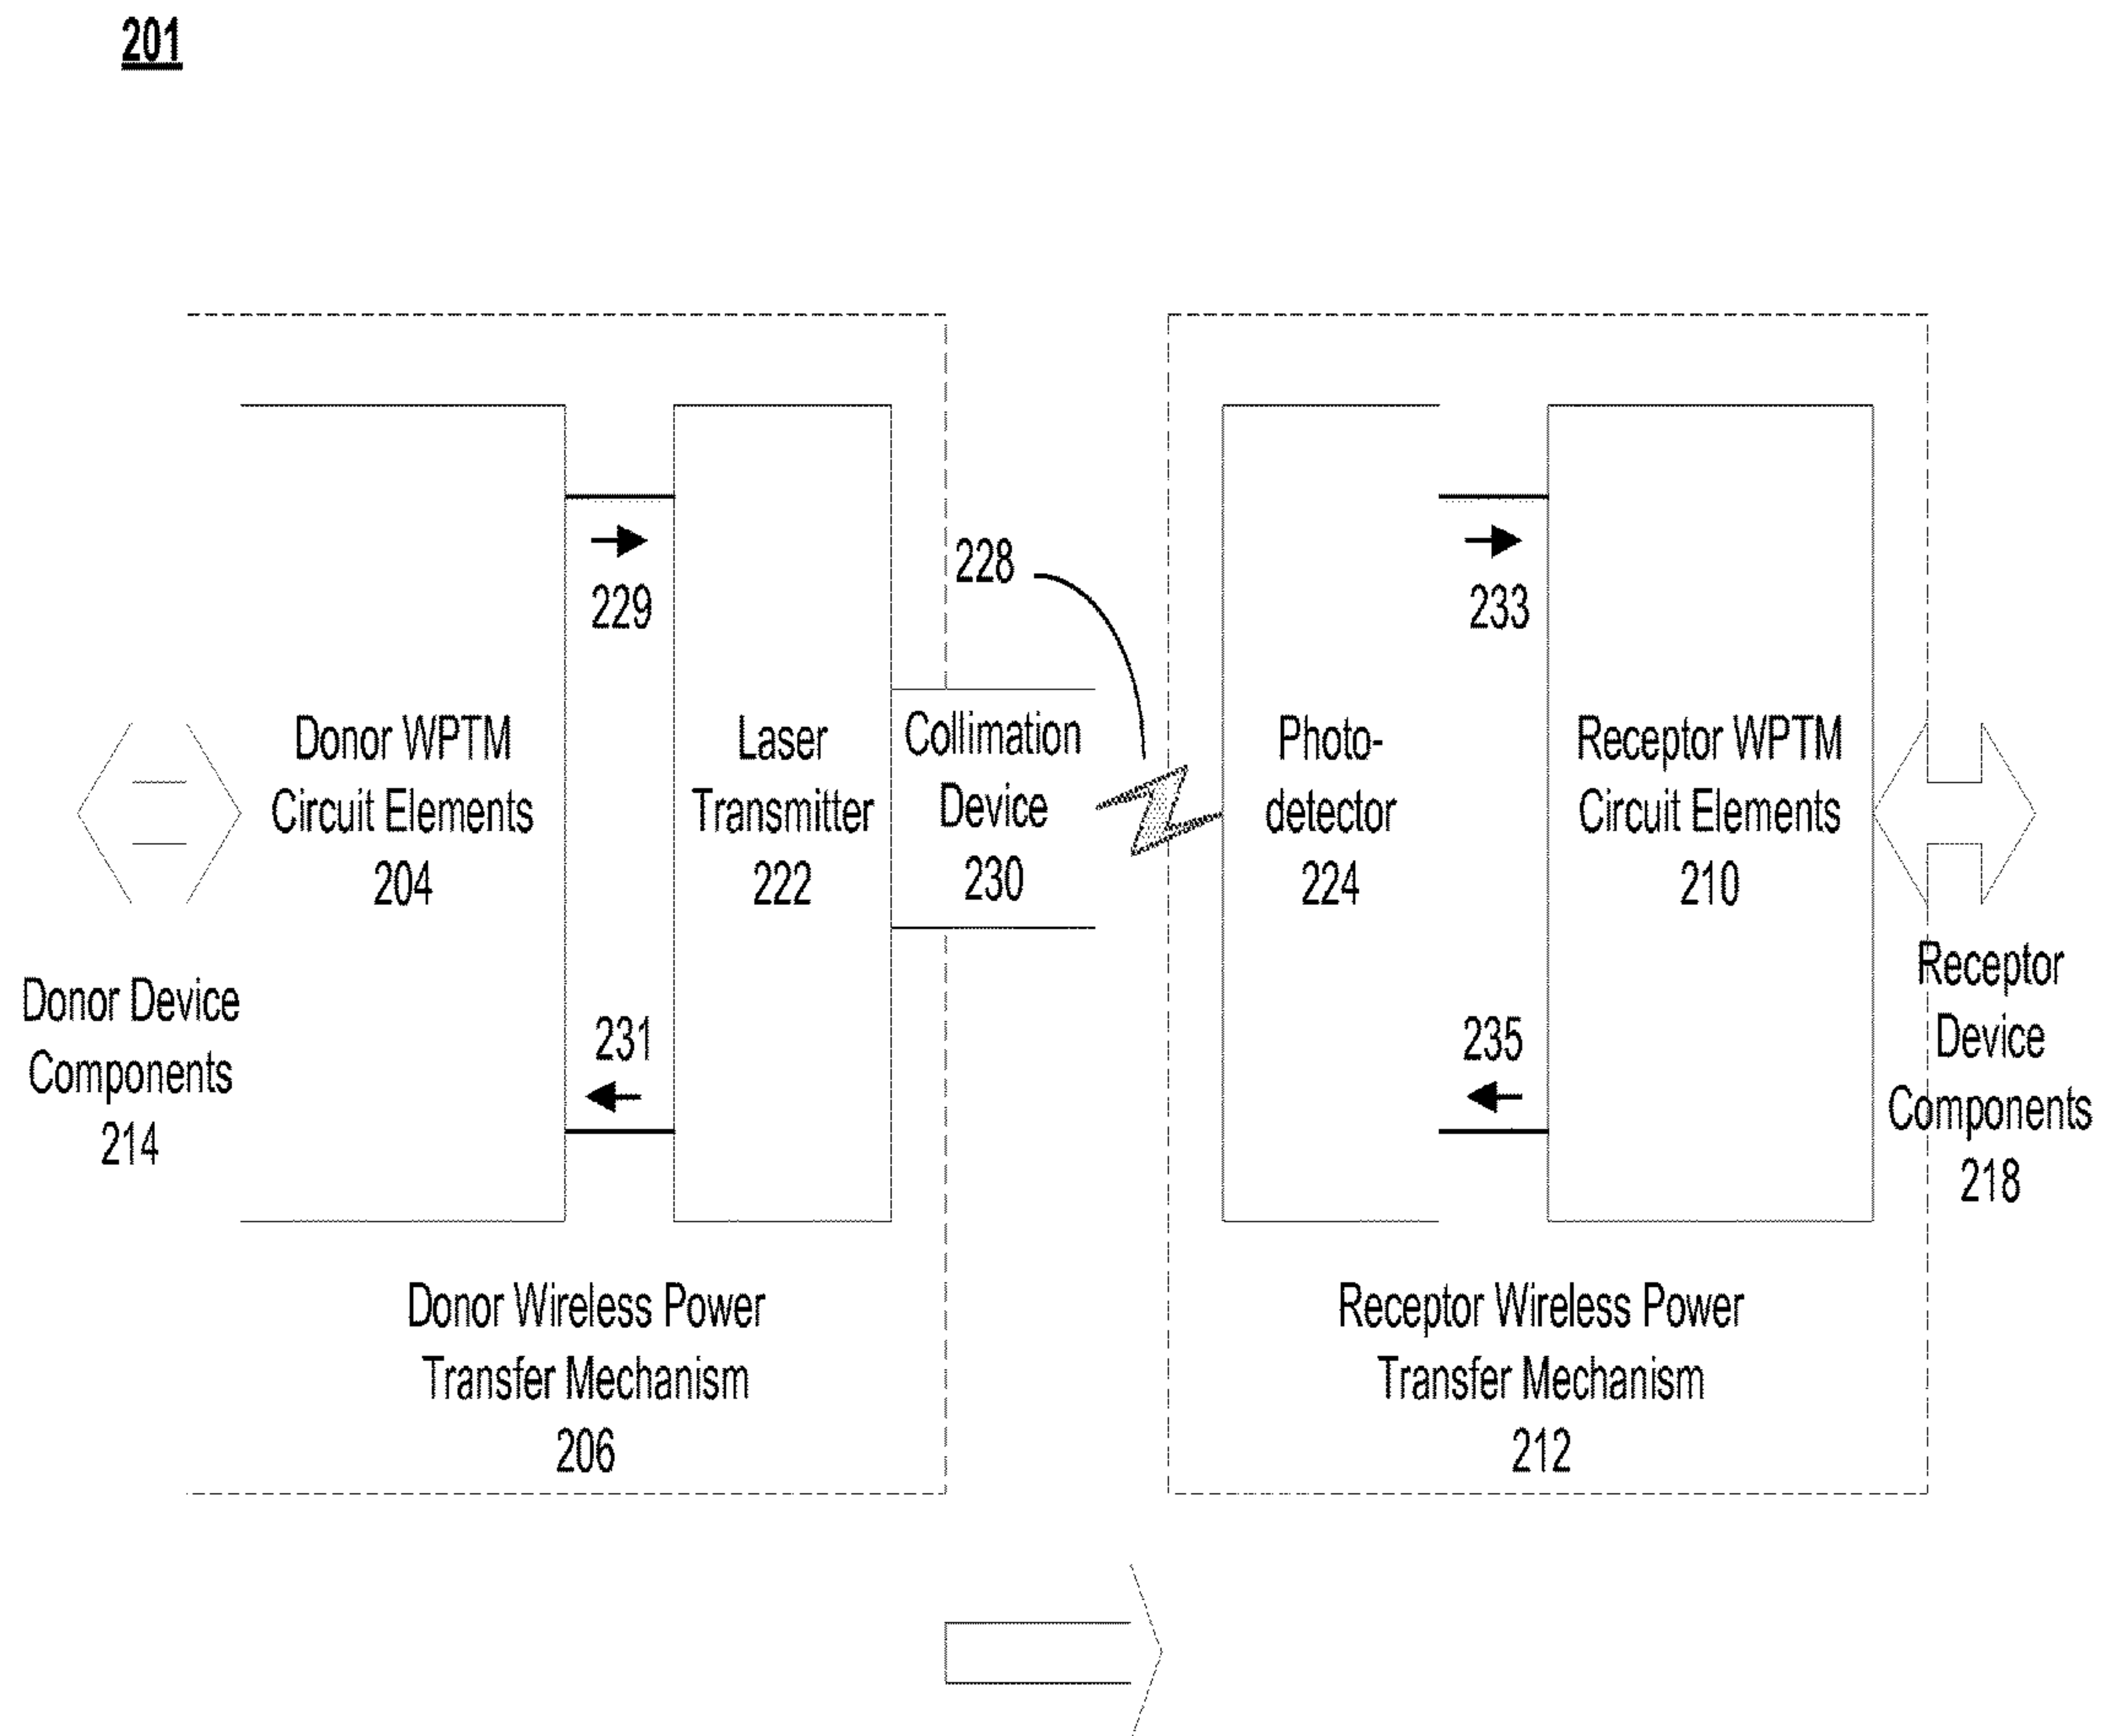 201
228
229
233
Donor WPTM
Circuit Elements
204
Laser
Transmitter
222
Collimation
Device
230
Photo-
detector
224
Receptor WPTM
Circuit Elements
210
Donor Device
Components
214
231
235
Receptor
Device
Components
218
Donor Wireless Power
Transfer Mechanism
206
Receptor Wireless Power
Transfer Mechanism
212